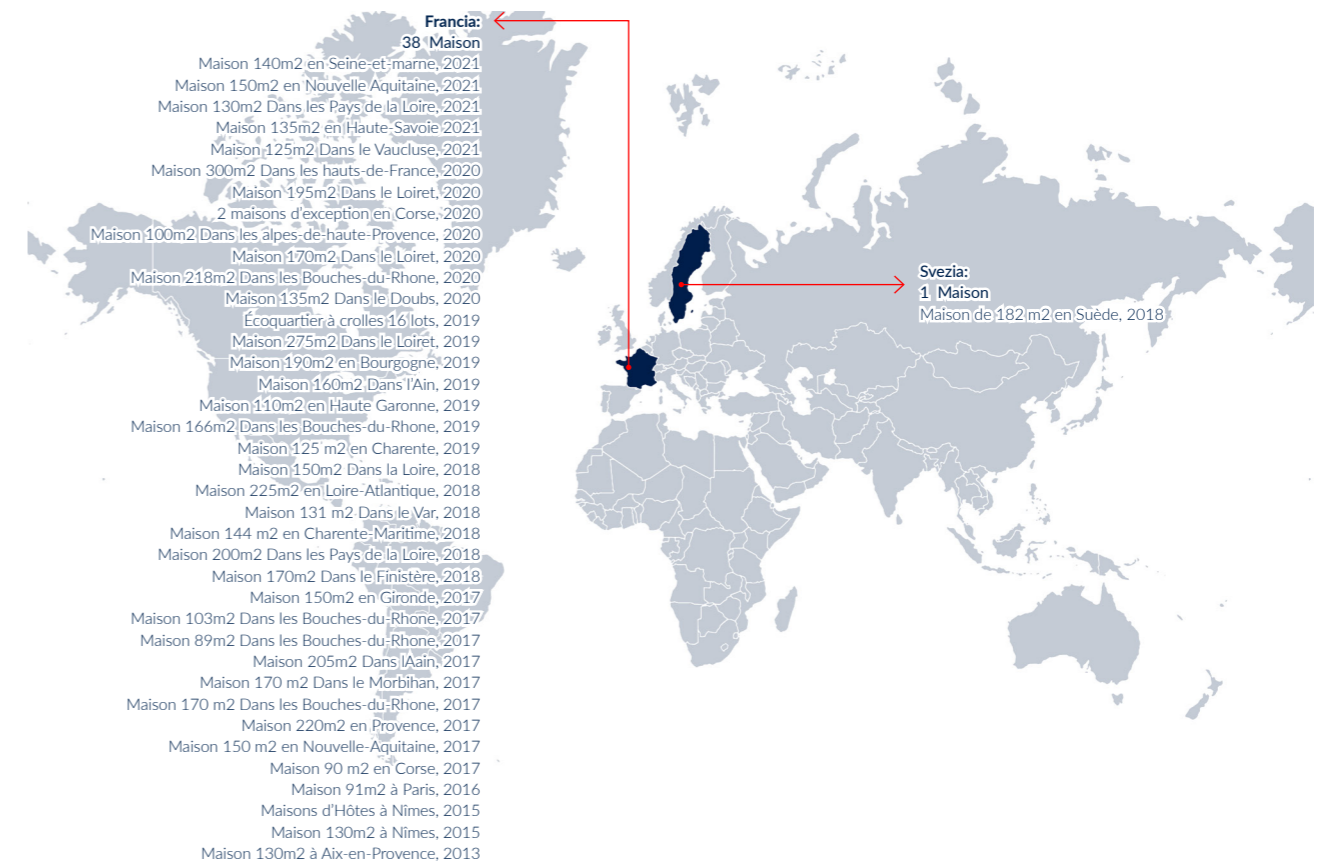 Francia:
38 Maison
Maison 140m2 en Seine-et-marne, 2021
Maison 150m2 en Nouvelle Aquitaine, 2021
Maison 130m2 Dans les Pays de la Loire, 2021
Maison 135m2 en Haute-Savoie 2021
Maison 125m2 Dans le Vaucluse, 2021
Maison 300m2 Dans les hauts-de-France, 2020
Maison 195m2 Dans le Loiret, 2020
2 maisons d'exception en Corse, 2020
Maison 100m2 Dans les alpes-de-haute-Provence, 2020
Maison 170m2 Dans le Loiret, 2020
Maison 218m2 Dans les Bouches-du-Rhone, 2020
Maison 135m2 Dans le Doubs, 2020
Écoquartier à crolles 16 lots, 2019
Maison 275m2 Dans le Loiret, 2019
Maison 190m2 en Bourgogne, 2019
Maison 160m2 Dans l'Ain, 2019
Maison 110m2 en Haute Garonne, 2019
Maison 166m2 Dans les Bouches-du-Rhone, 2019
Maison 125 m2 en Charente, 2019
Maison 150m2 Dans la Loire, 2018
Maison 225m2 en Loire-Atlantique, 2018
Maison 131 m2 Dans le Var, 2018
Maison 144 m2 en Charente-Maritime, 2018
Maison 200m2 Dans les Pays de la Loire, 2018
Maison 170m2 Dans le Finistère, 2018
Maison 150m2 en Gironde, 2017
Maison 103m2 Dans les Bouches-du-Rhone, 2017
Maison 89m2 Dans les Bouches-du-Rhone, 2017
Maison 205m2 Dans lAain, 2017
Maison 170 m2 Dans le Morbihan, 2017
Maison 170 m2 Dans les Bouches-du-Rhone, 2017
Maison 220m2 en Provence, 2017
Maison 150 m2 en Nouvelle-Aquitaine, 2017
Maison 90 m2 en Corse, 2017
Maison 91m2 à Paris, 2016
Maisons d'Hôtes à Nîmes, 2015
Maison 130m2 à Nîmes, 2015
Maison 130m2 à Aix-en-Provence, 2013
Svezia:
1 Maison
Maison de 182 m2 en Suède, 2018